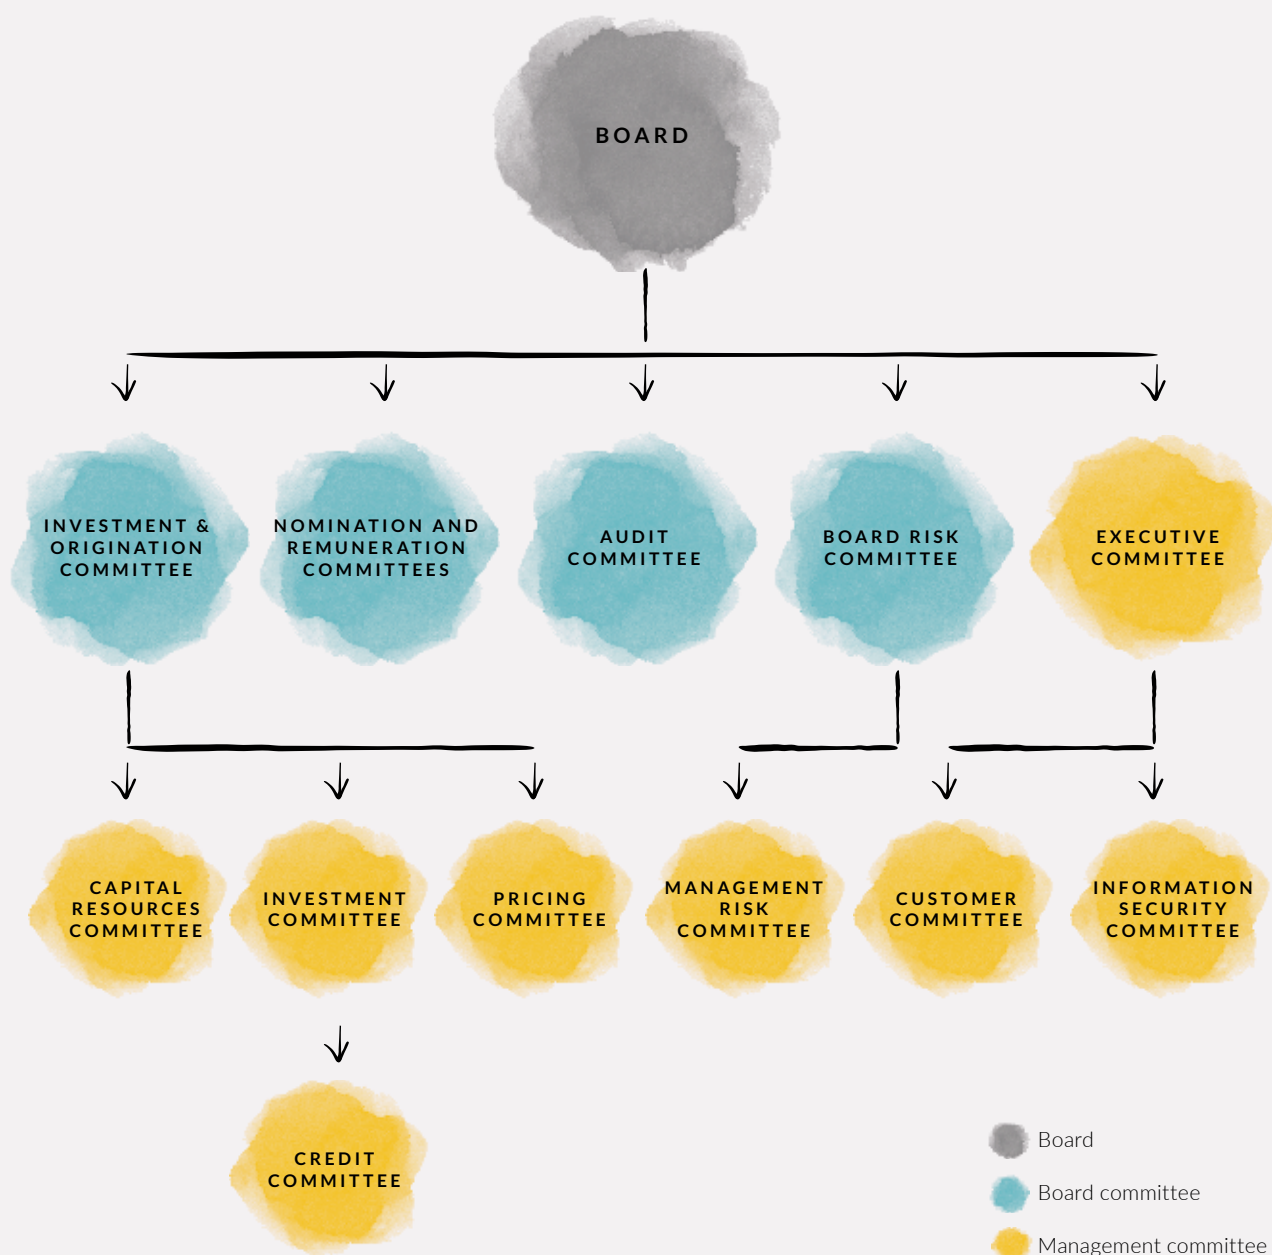 BOARD
INVESTMENT &
ORIGINATION
COMMITTEE
NOMINATION AND
REMUNERATION
COMMITTEES
AUDIT
COMMITTEE
BOARD RISK
COMMITTEE
EXECUTIVE
COMMITTEE
CAPITAL
RESOURCES
COMMITTEE
INVESTMENT
COMMITTEE
PRICING
COMMITTEE
MANAGEMENT
RISK
COMMITTEE
CUSTOMER
COMMITTEE
INFORMATION
SECURITY
COMMITTEE
CREDIT
COMMITTEE
Board
Board committee
Management committee